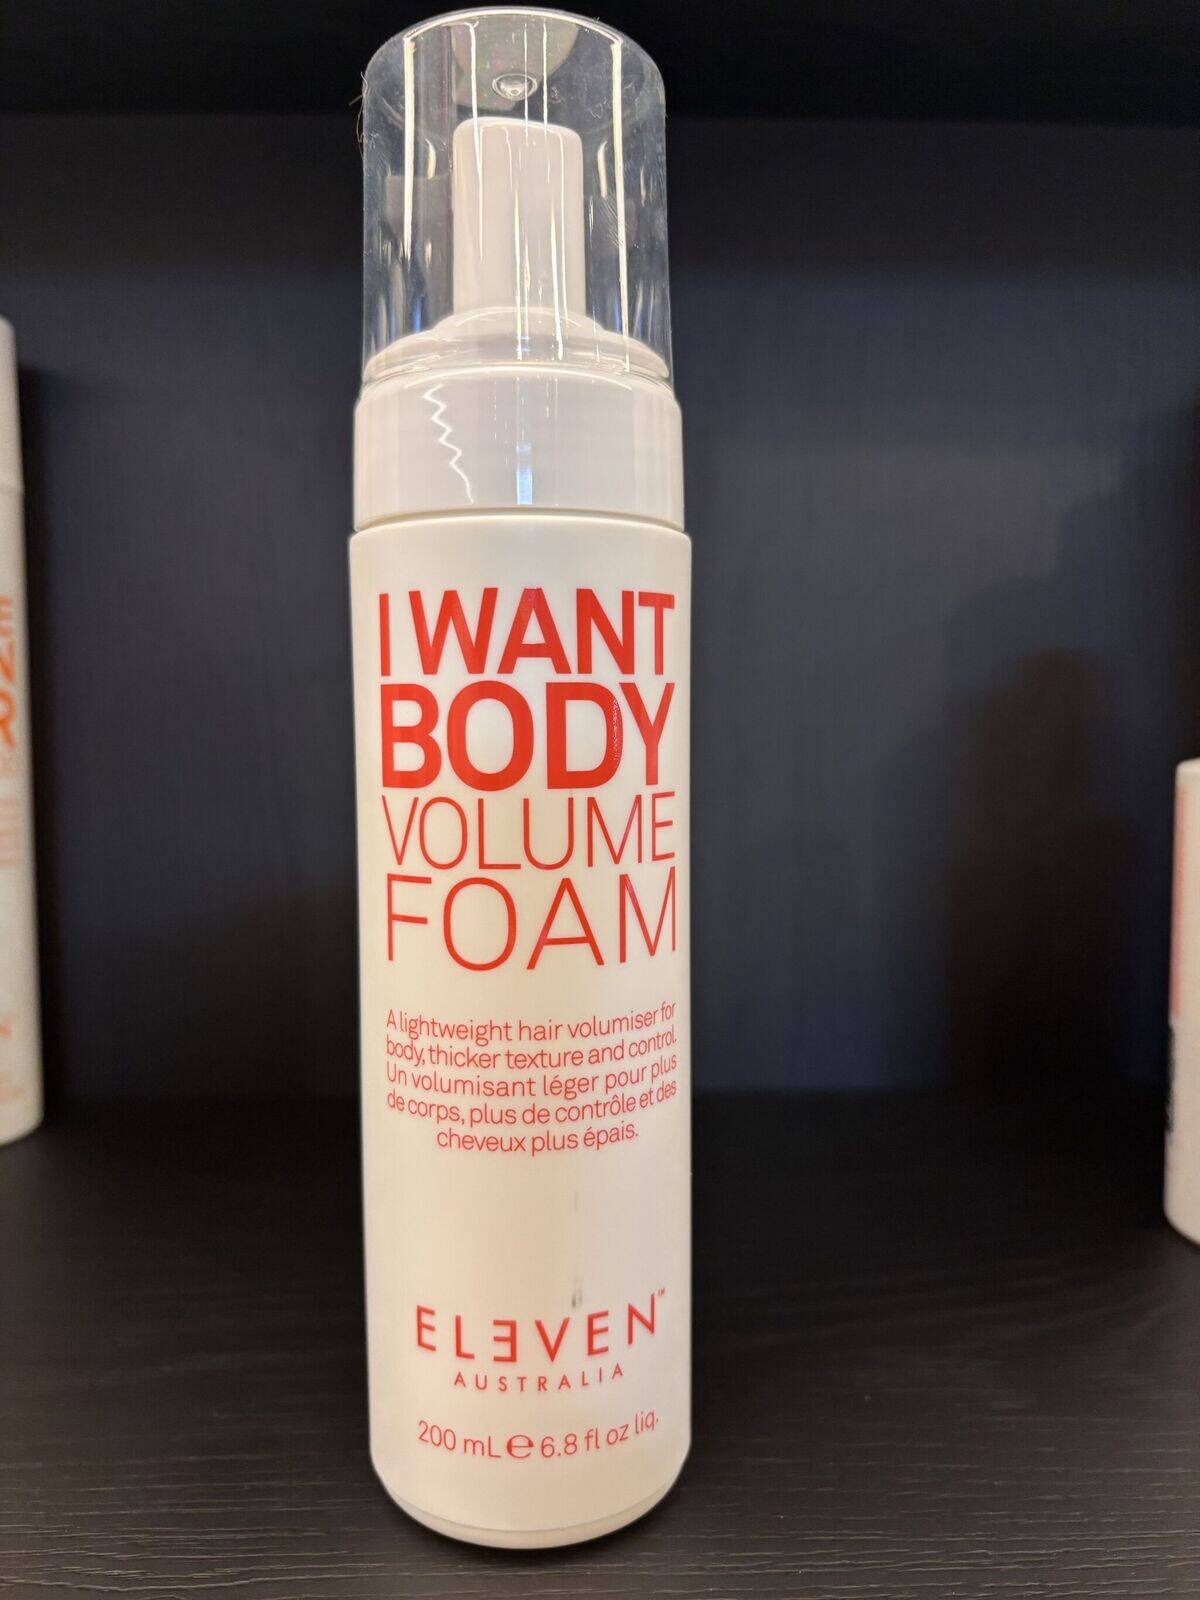 I WANT
BODY
VOLUME
FOAM
A lightweight hair volumiser for
body, thicker texture and control.
Un volumisant léger pour plus
de corps, plus de contrôle et des
cheveux plus épais.
ELEVEN™
AUSTRALIA
200 mL ℮ 6.8 fl oz liq.